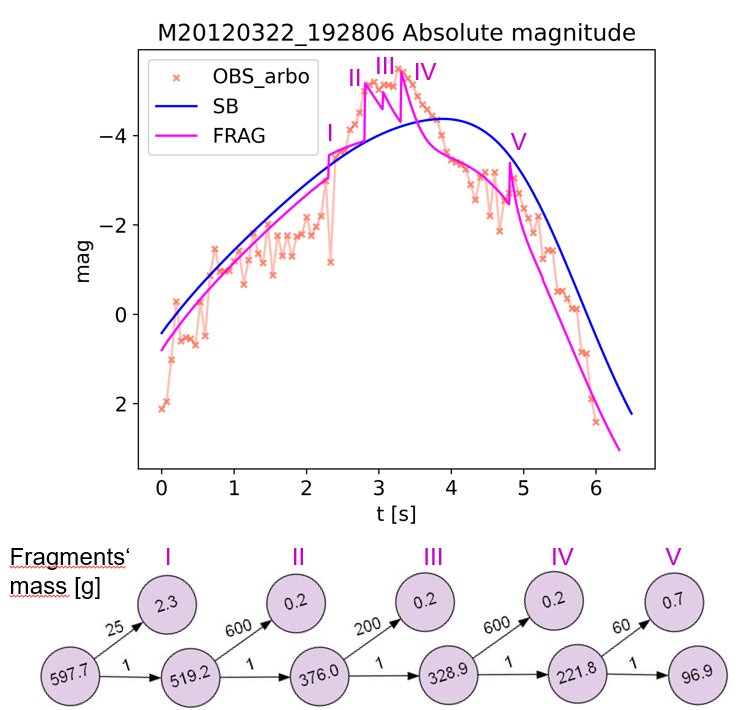 M20120322_192806 Absolute magnitude
OBS_arbo
SB
FRAG
I
II
III
IV
V
−4
−2
0
2
mag
0 1 2 3 4 5 6
t [s]
Fragments‘
mass [g]
I II III IV V
2.3 0.2 0.2 0.2 0.7
25 600 200 600 60
597.7 1 519.2 1 376.0 1 328.9 1 221.8 1 96.9